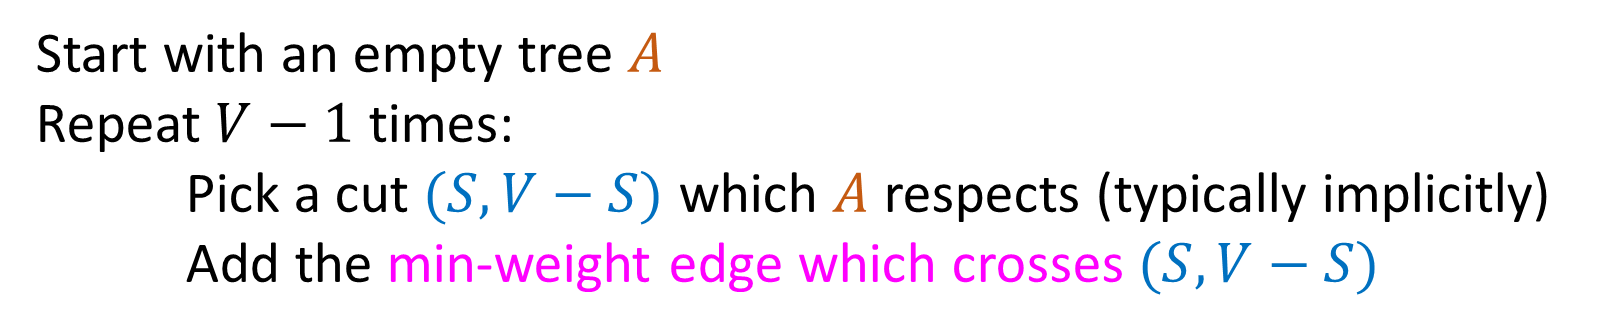 Start with an empty tree A
Repeat V − 1 times:
Pick a cut (S, V − S) which A respects (typically implicitly)
Add the min-weight edge which crosses (S, V − S)